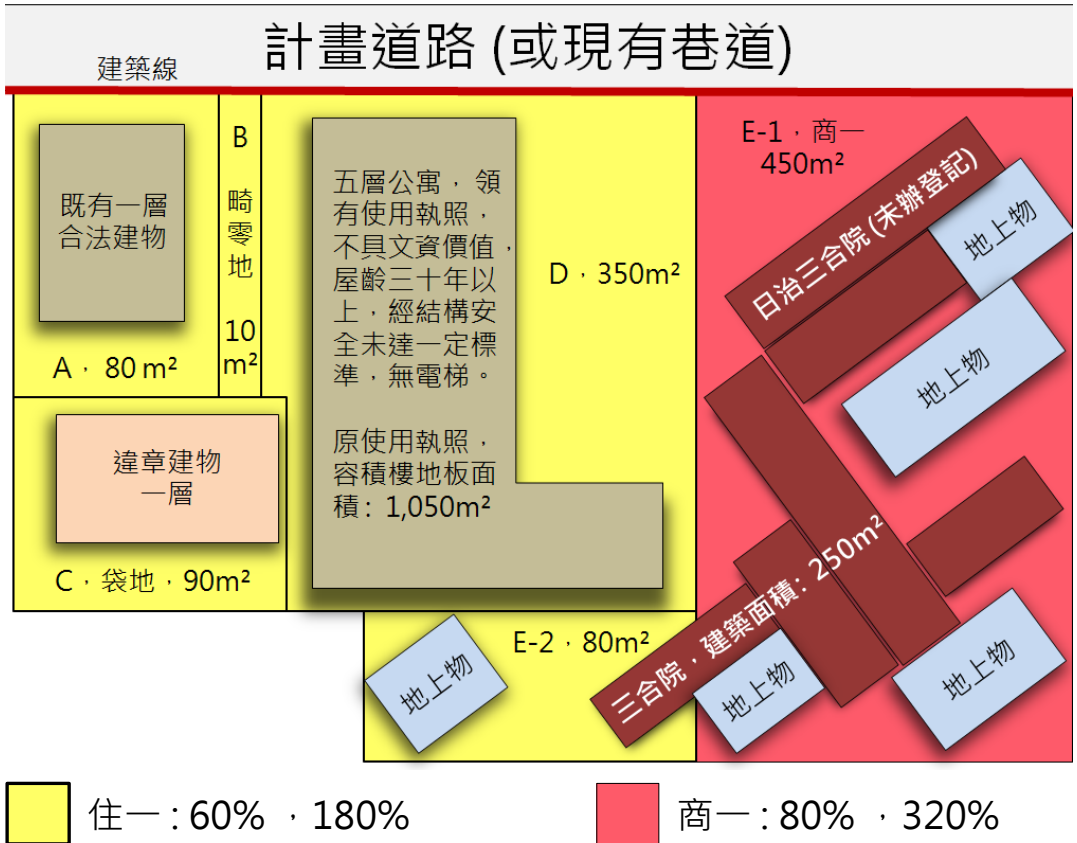 計畫道路 (或現有巷道)
建築線
既有一層
合法建物
A，80 m²
B
畸
零
地
10
m²
違章建物
一層
C，袋地，90m²
五層公寓，領
有使用執照，
不具文資價值，
屋齡三十年以
上，經結構安
全未達一定標
準，無電梯。
原使用執照，
容積樓地板面
積：1,050m²
D，350m²
E-1，商一
450m²
日治三合院(未辦登記)
地上物
地上物
三合院，建築面積：250m²
地上物
地上物
E-2，80m²
地上物
住一：60% ，180%
商一：80% ，320%